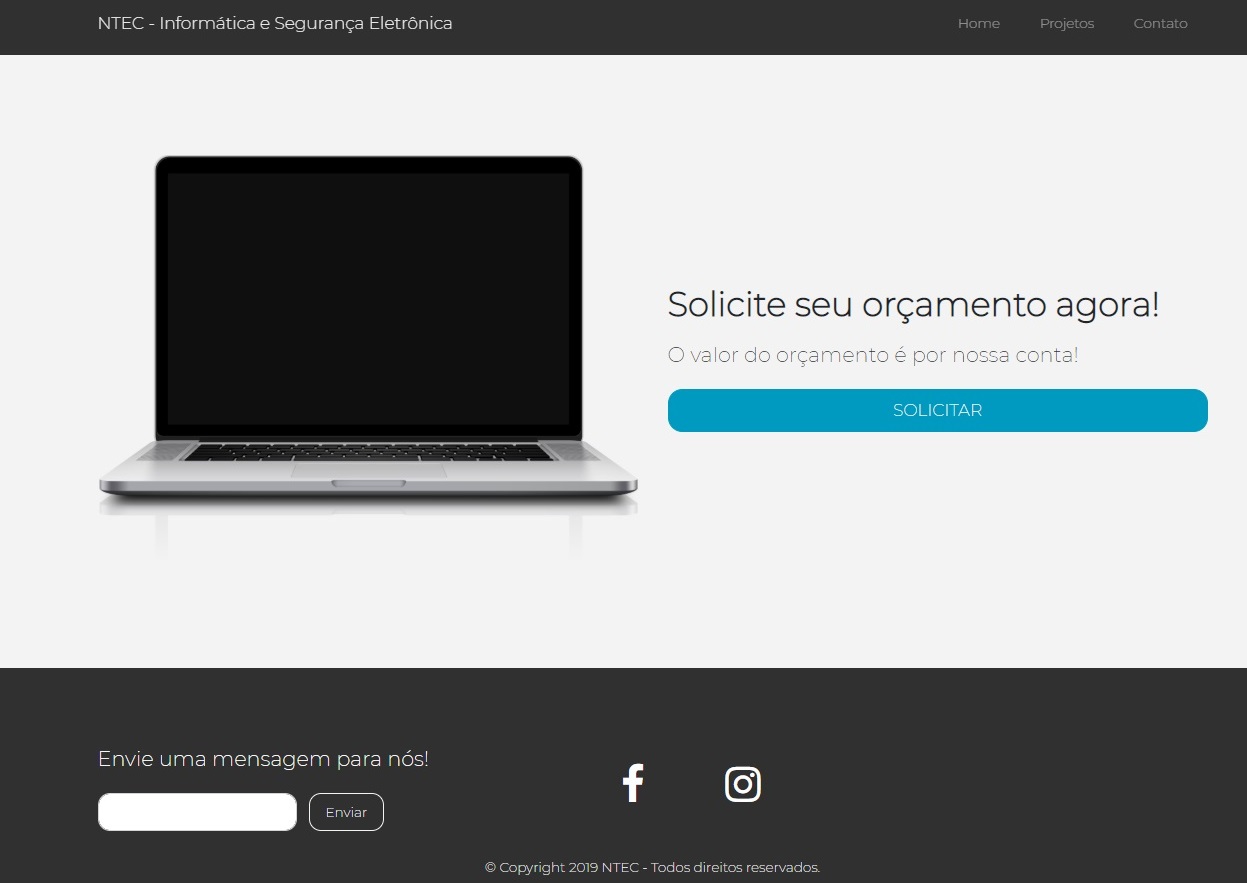 NTEC - Informática e Segurança Eletrônica
Home Projetos Contato
Solicite seu orçamento agora!
O valor do orçamento é por nossa conta!
SOLICITAR
Envie uma mensagem para nós!
Enviar
© Copyright 2019 NTEC - Todos direitos reservados.